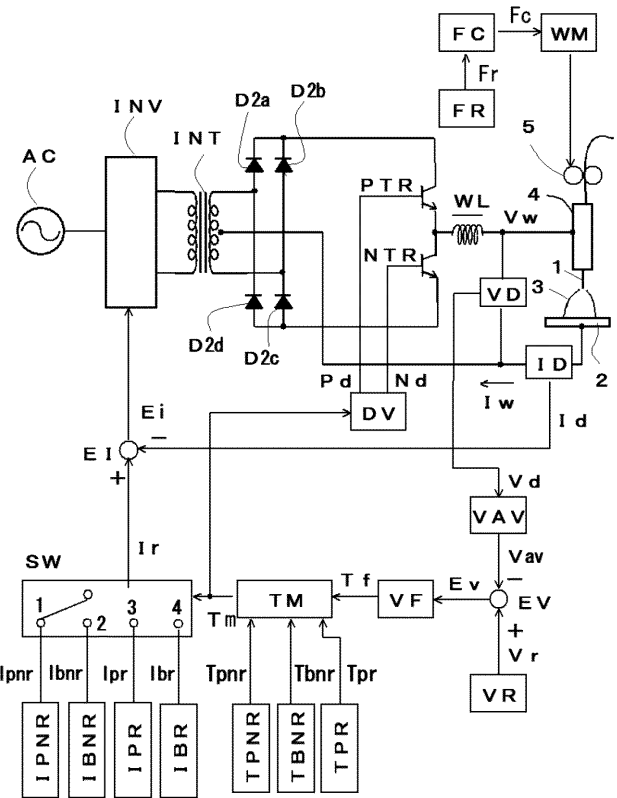 Fc
FC
WM
Fr
FR
INV
INT
D2a
D2b
AC
5
4
PTR
WL
Vw
NTR
1
3
VD
D2d
D2c
2
ID
Pd
Nd
Iw
DV
Id
Ei
EI
−
+
Vd
VAV
Ir
Vav
SW
Tf
Ev
−
1
3
4
2
TM
VF
EV
Tm
+
Vr
Ipnr
Ibnr
Ipr
Ibr
Tpnr
Tbnr
Tpr
VR
IPNR
IBNR
IPR
IBR
TPNR
TBNR
TPR